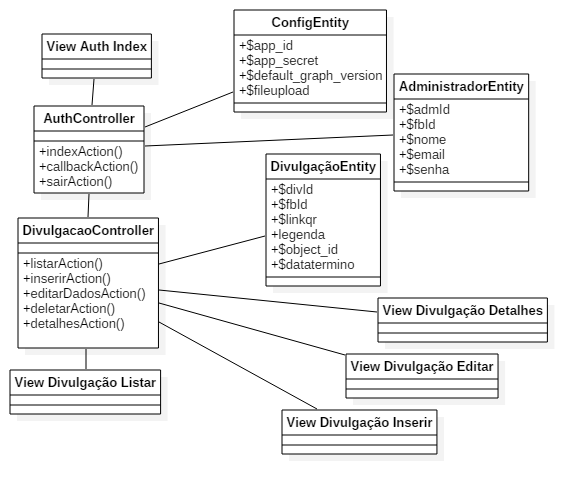 View Auth Index
ConfigEntity
+$app_id
+$app_secret
+$default_graph_version
+$fileupload
AuthController
+indexAction()
+callbackAction()
+sairAction()
AdministradorEntity
+$admId
+$fbId
+$nome
+$email
+$senha
DivulgaçãoEntity
+$divId
+$fbId
+$linkqr
+legenda
+$object_id
+$datatermino
DivulgacaoController
+listarAction()
+inserirAction()
+editarDadosAction()
+deletarAction()
+detalhesAction()
View Divulgação Detalhes
View Divulgação Editar
View Divulgação Listar
View Divulgação Inserir